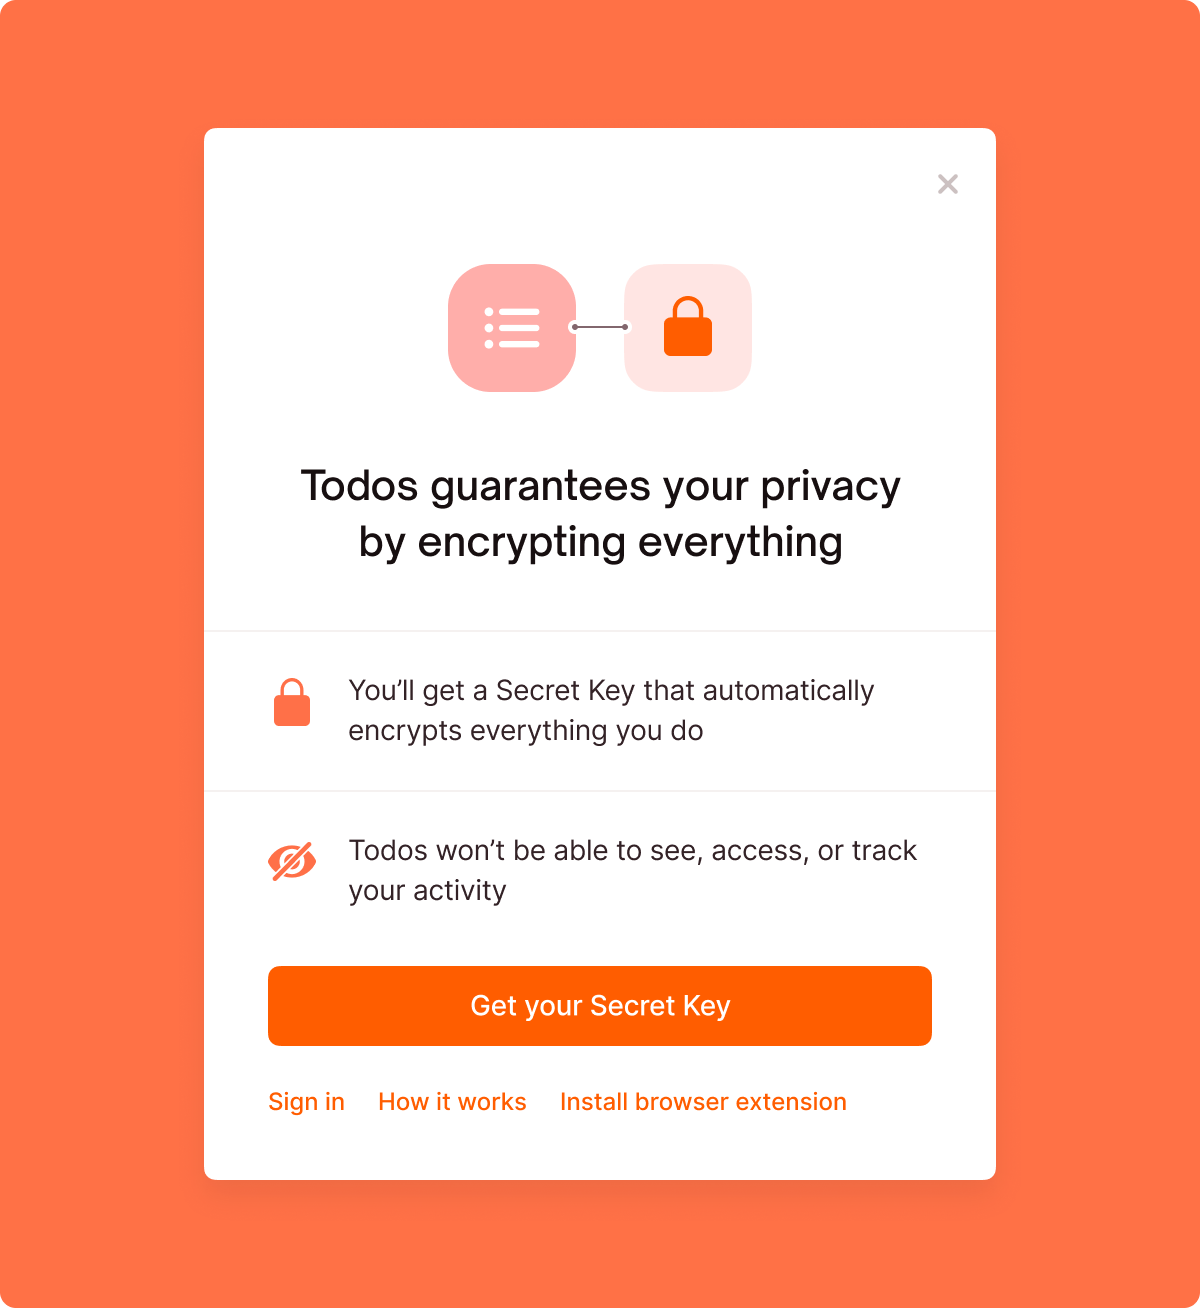 Todos guarantees your privacy
by encrypting everything
You’ll get a Secret Key that automatically
encrypts everything you do
Todos won’t be able to see, access, or track
your activity
Get your Secret Key
Sign in How it works Install browser extension